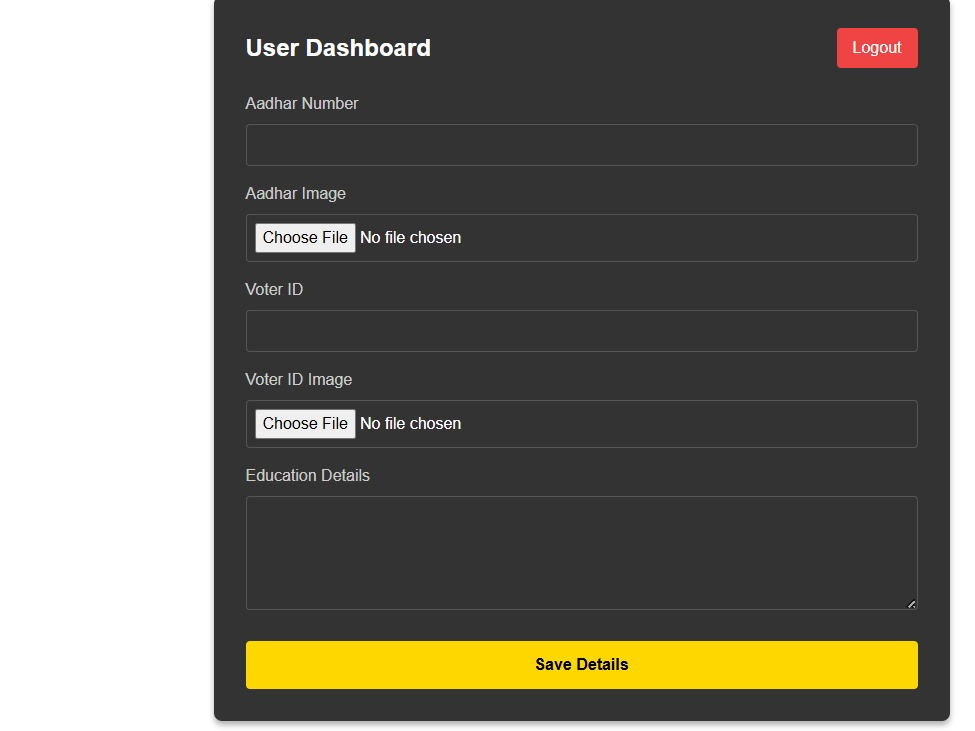 User Dashboard
Logout
Aadhar Number
Aadhar Image
Choose File No file chosen
Voter ID
Voter ID Image
Choose File No file chosen
Education Details
Save Details